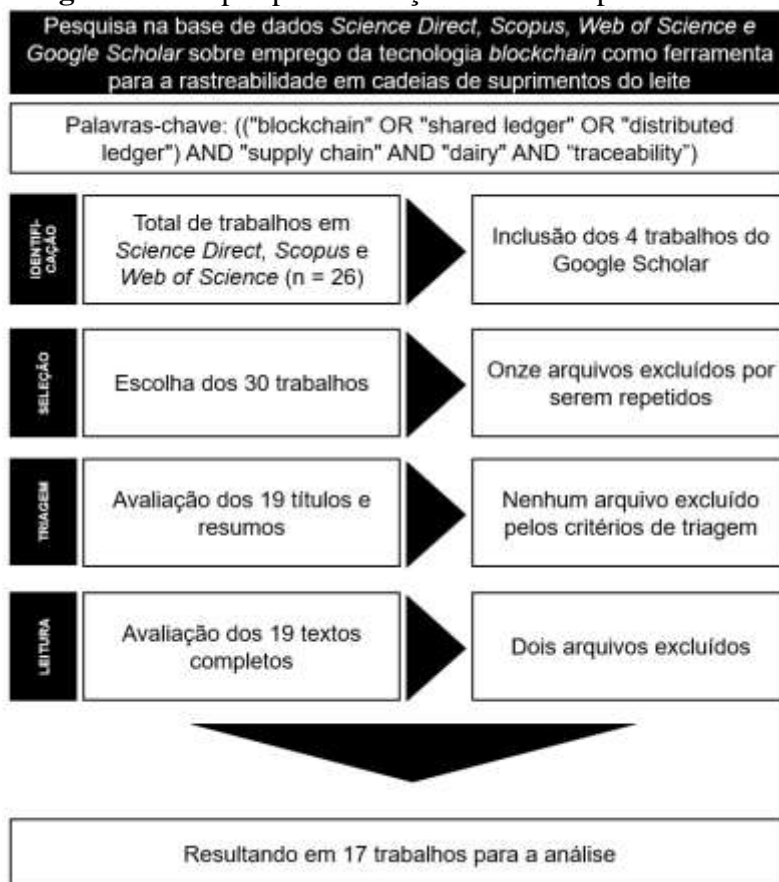 Pesquisa na base de dados Science Direct, Scopus, Web of Science e
Google Scholar sobre emprego da tecnologia blockchain como ferramenta
para a rastreabilidade em cadeias de suprimentos do leite
Palavras-chave: (("blockchain" OR "shared ledger" OR "distributed
ledger") AND "supply chain" AND "dairy" AND "traceability")
IDENTIFI-
CAÇÃO
Total de trabalhos em
Science Direct, Scopus e
Web of Science (n = 26)
Inclusão dos 4 trabalhos do
Google Scholar
SELEÇÃO
Escolha dos 30 trabalhos
Onze arquivos excluídos por
serem repetidos
TRIAGEM
Avaliação dos 19 títulos e
resumos
Nenhum arquivo excluído
pelos critérios de triagem
LEITURA
Avaliação dos 19 textos
completos
Dois arquivos excluídos
Resultando em 17 trabalhos para a análise